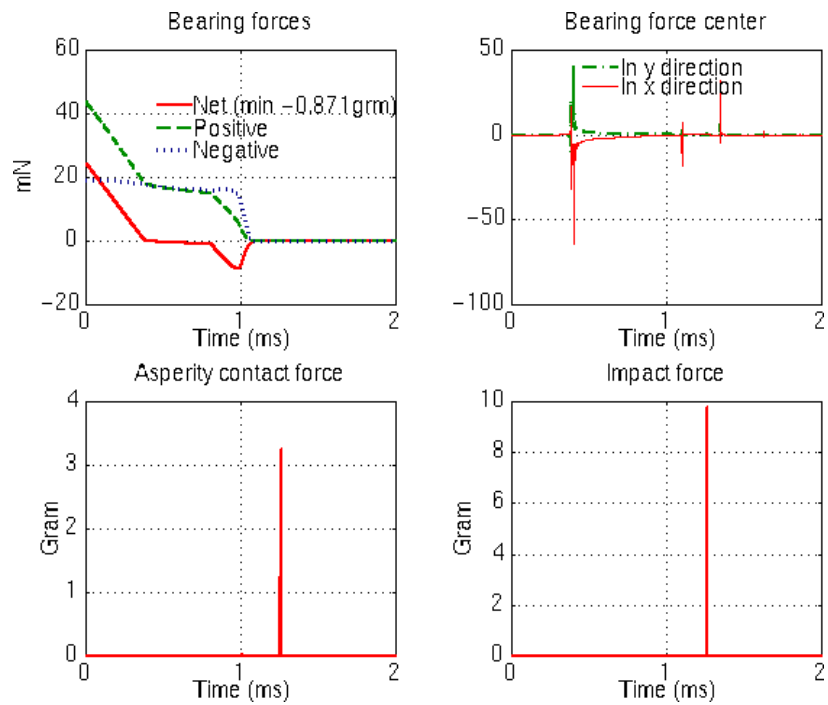 Bearing forces
60
40
20
0
−20
mN
Net (min −0.871grm)
Positive
Negative
0
1
2
Time (ms)
Bearing force center
50
0
−50
−100
In y direction
In x direction
0
1
2
Time (ms)
Asperity contact force
4
3
2
1
0
Gram
0
1
2
Time (ms)
Impact force
10
8
6
4
2
0
Gram
0
1
2
Time (ms)